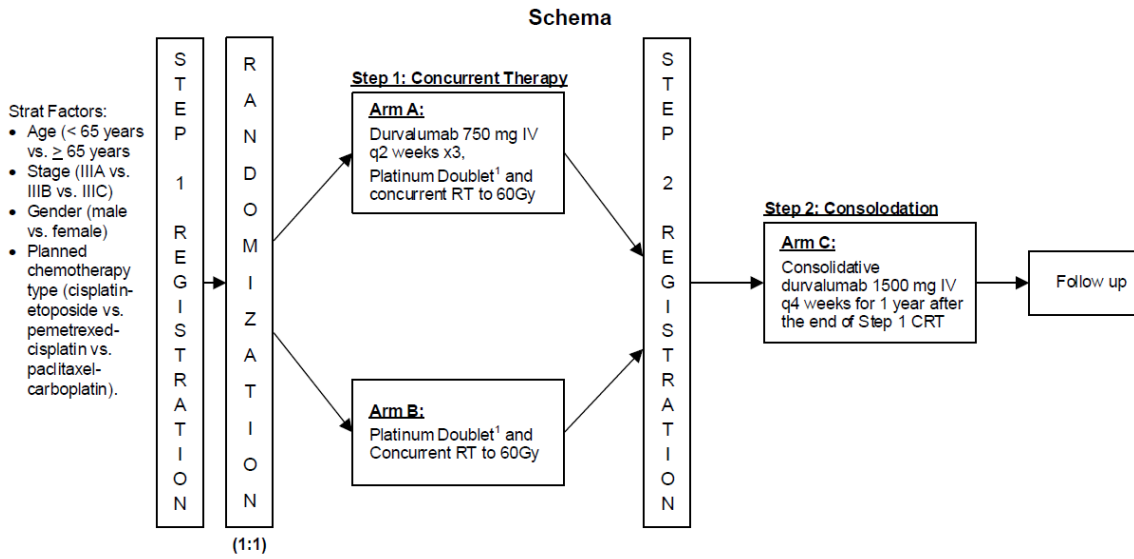 Schema
Strat Factors:
• Age (< 65 years
vs. ≥ 65 years
• Stage (IIIA vs.
IIIB vs. IIIC)
• Gender (male
vs. female)
• Planned
chemotherapy
type (cisplatin-
etoposide vs.
pemetrexed-
cisplatin vs.
paclitaxel-
carboplatin).
STEP 1 REGISTRATION
RANDOMIZATION
(1:1)
Step 1: Concurrent Therapy
Arm A:
Durvalumab 750 mg IV
q2 weeks x3,
Platinum Doublet¹ and
concurrent RT to 60Gy
Arm B:
Platinum Doublet¹ and
Concurrent RT to 60Gy
STEP 2 REGISTRATION
Step 2: Consolodation
Arm C:
Consolidative
durvalumab 1500 mg IV
q4 weeks for 1 year after
the end of Step 1 CRT
Follow up